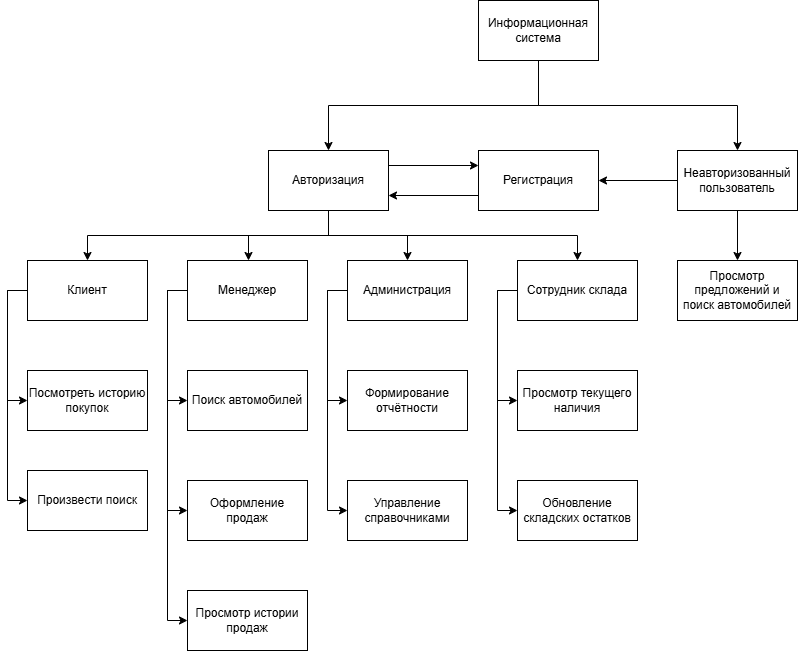 Информационная
система
Авторизация
Регистрация
Неавторизованный
пользователь
Клиент
Менеджер
Администрация
Сотрудник склада
Просмотр
предложений и
поиск автомобилей
Посмотреть историю
покупок
Поиск автомобилей
Формирование
отчётности
Просмотр текущего
наличия
Произвести поиск
Оформление
продаж
Управление
справочниками
Обновление
складских остатков
Просмотр истории
продаж